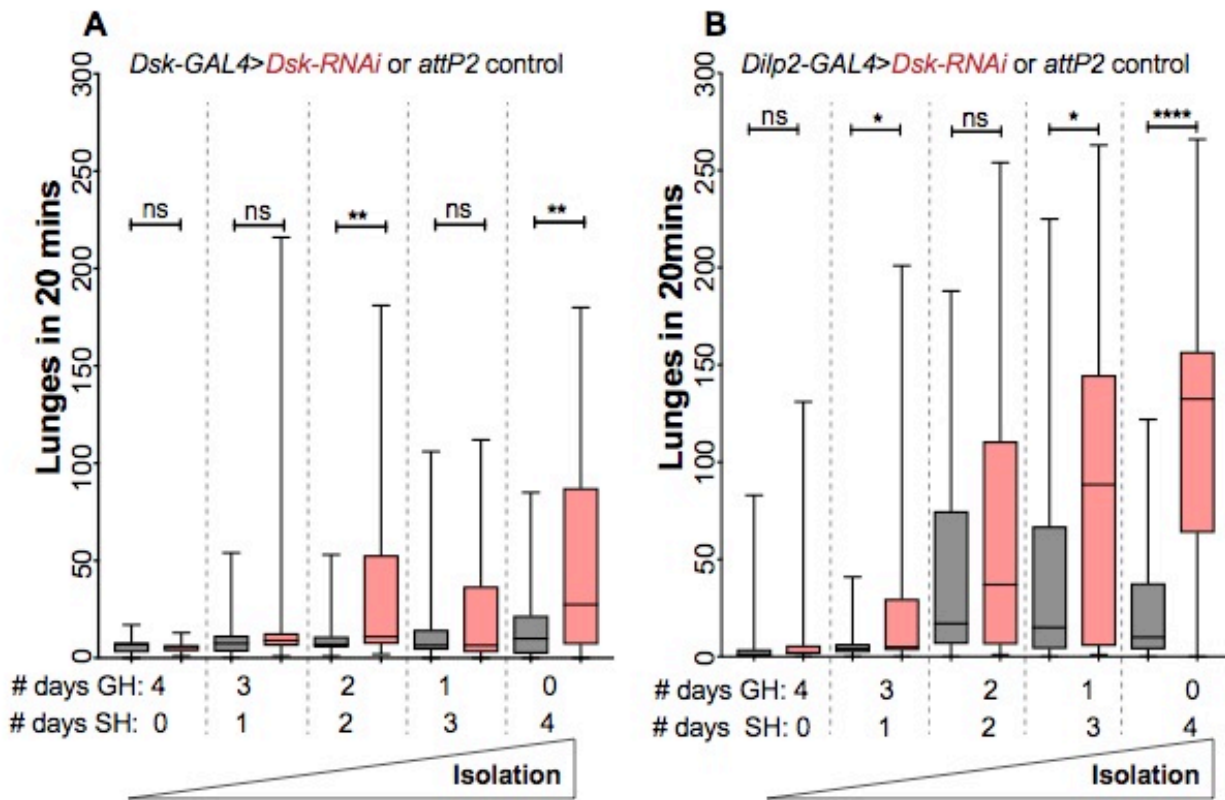 A
Dsk-GAL4>Dsk-RNAi or attP2 control
Lunges in 20 mins
300
250
200
150
100
50
0
ns
ns
**
ns
**
# days GH: 4 3 2 1 0
# days SH: 0 1 2 3 4
Isolation
B
Dilp2-GAL4>Dsk-RNAi or attP2 control
Lunges in 20mins
300
250
200
150
100
50
0
ns
*
ns
*
****
# days GH: 4 3 2 1 0
# days SH: 0 1 2 3 4
Isolation